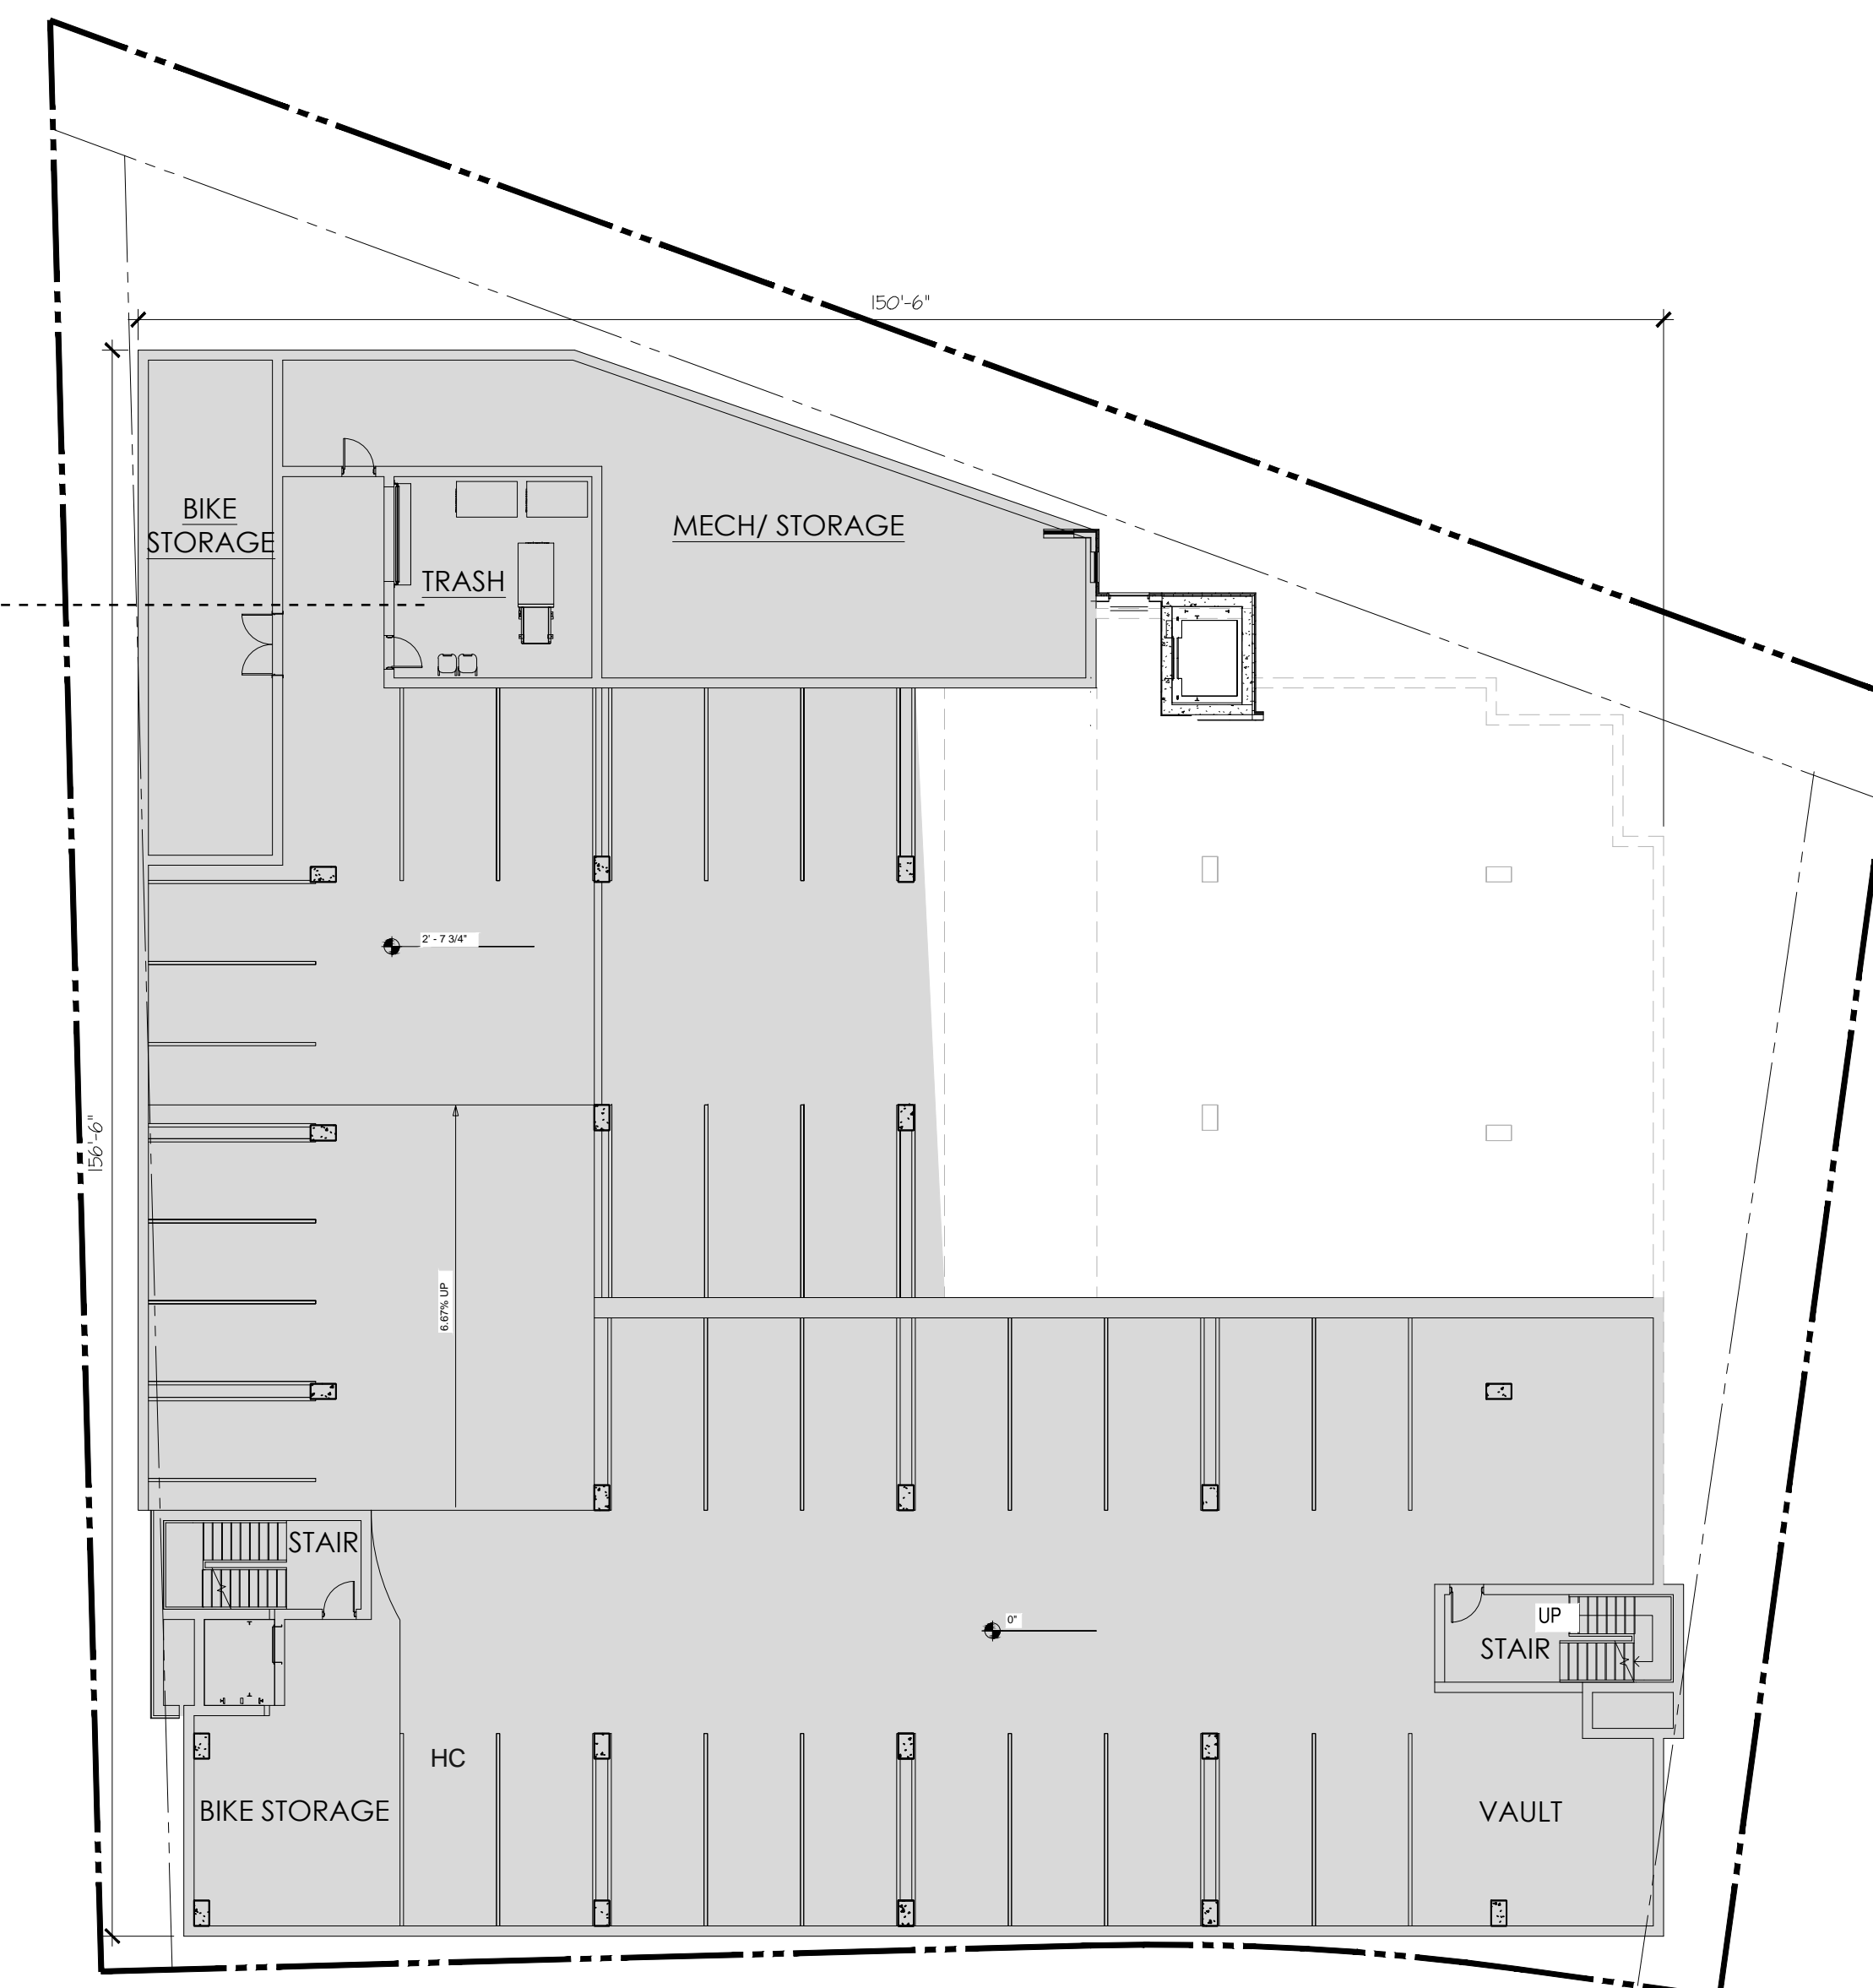 150'-6"
BIKE
STORAGE
MECH/ STORAGE
TRASH
2' - 7 3/4"
156'-6"
6.67% UP
STAIR
UP
0"
STAIR
HC
BIKE STORAGE
VAULT